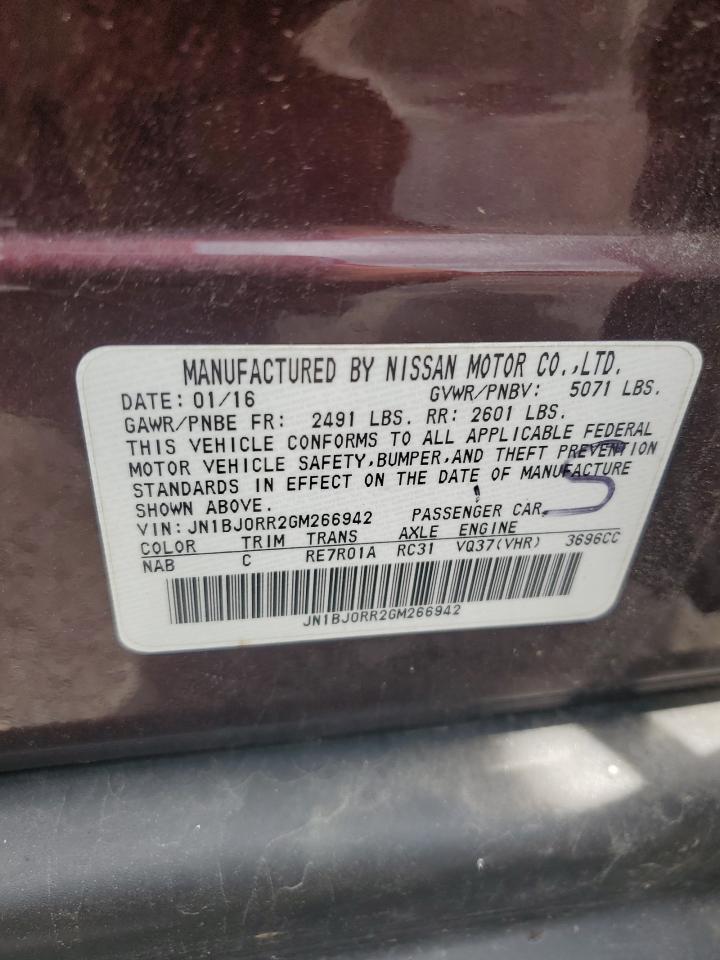 MANUFACTURED BY NISSAN MOTOR CO.,LTD.
DATE: 01/16 GVWR/PNBV: 5071 LBS.
GAWR/PNBE FR: 2491 LBS. RR: 2601 LBS.
THIS VEHICLE CONFORMS TO ALL APPLICABLE FEDERAL
MOTOR VEHICLE SAFETY,BUMPER,AND THEFT PREVENTION
STANDARDS IN EFFECT ON THE DATE OF MANUFACTURE
SHOWN ABOVE.
VIN: JN1BJ0RR2GM266942 PASSENGER CAR
COLOR TRIM TRANS AXLE ENGINE
NAB C RE7R01A RC31 VQ37(VHR) 3696CC
JN1BJ0RR2GM266942